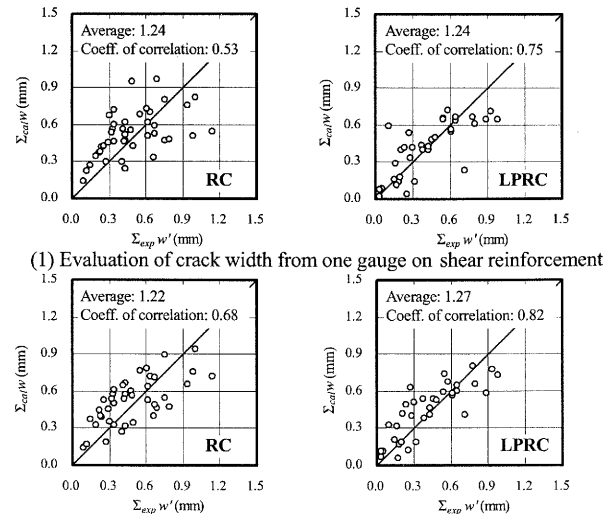 1.5
Average: 1.24
Coeff. of correlation: 0.53
1.2
0.9
Σcal w (mm)
0.6
0.3
RC
0.0
0.0 0.3 0.6 0.9 1.2 1.5
Σexp w' (mm)
1.5
Average: 1.24
Coeff. of correlation: 0.75
1.2
0.9
Σcal w (mm)
0.6
0.3
LPRC
0.0
0.0 0.3 0.6 0.9 1.2 1.5
Σexp w' (mm)
(1) Evaluation of crack width from one gauge on shear reinforcement
1.5
Average: 1.22
Coeff. of correlation: 0.68
1.2
0.9
Σcal w (mm)
0.6
0.3
RC
0.0
0.0 0.3 0.6 0.9 1.2 1.5
Σexp w' (mm)
1.5
Average: 1.27
Coeff. of correlation: 0.82
1.2
0.9
Σcal w (mm)
0.6
0.3
LPRC
0.0
0.0 0.3 0.6 0.9 1.2 1.5
Σexp w' (mm)